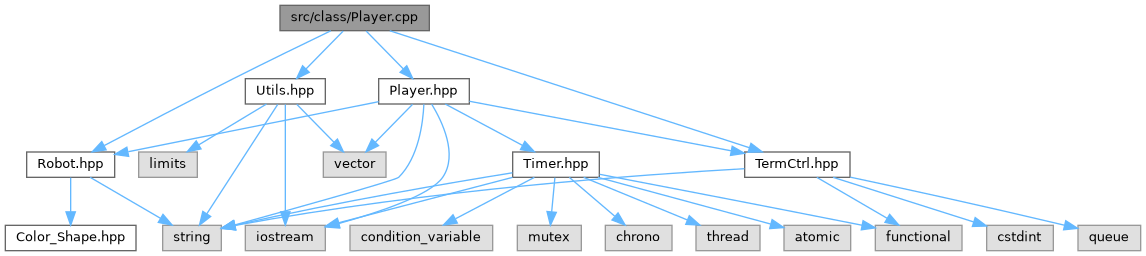 src/class/Player.cpp
Utils.hpp
Player.hpp
Robot.hpp
limits
vector
Timer.hpp
TermCtrl.hpp
Color_Shape.hpp
string
iostream
condition_variable
mutex
chrono
thread
atomic
functional
cstdint
queue